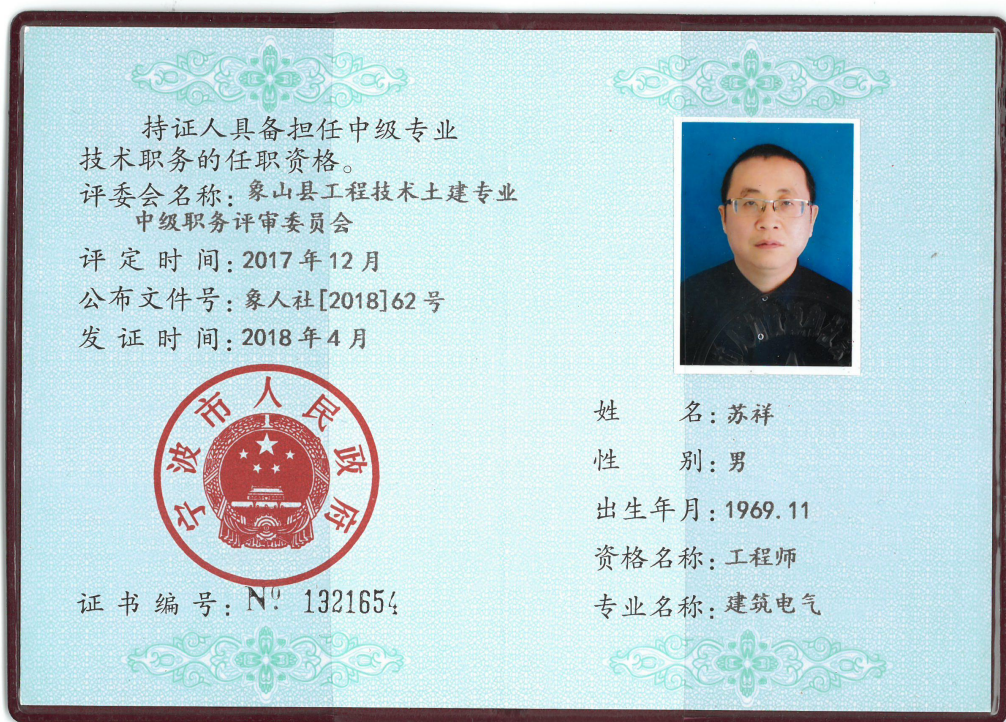 持证人具备担任中级专业
技术职务的任职资格。
评委会名称：象山县工程技术土建专业
中级职务评审委员会
评定时间：2017年12月
公布文件号：象人社[2018]62号
发证时间：2018年4月
宁波市人民政府
证书编号：Nº 1321654
姓名：苏祥
性别：男
出生年月：1969.11
资格名称：工程师
专业名称：建筑电气